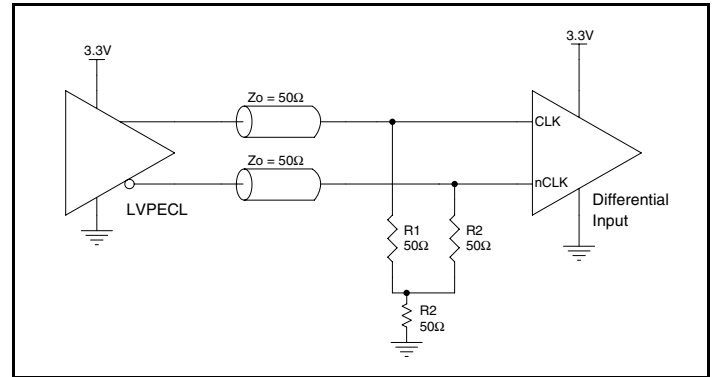 3.3V
3.3V
Zo = 50Ω
CLK
Zo = 50Ω
nCLK
LVPECL
Differential
Input
R1
50Ω
R2
50Ω
R2
50Ω